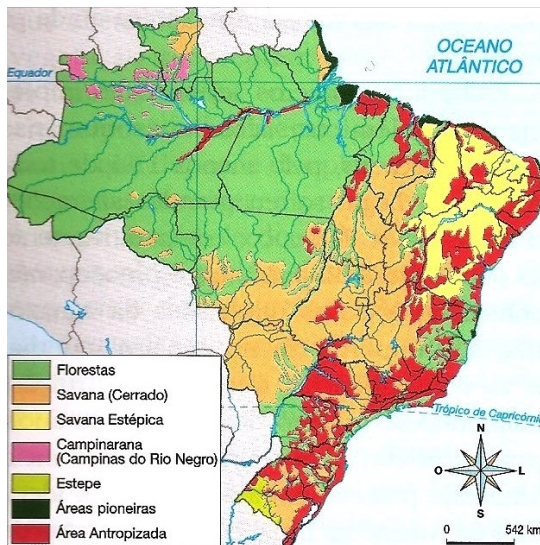 OCEANO
ATLÂNTICO
Equador
Trópico de Capricórnio
Florestas
Savana (Cerrado)
Savana Estépica
Campinarana
(Campinas do Rio Negro)
Estepe
Áreas pioneiras
Área Antropizada
N
O
L
S
0
542 km